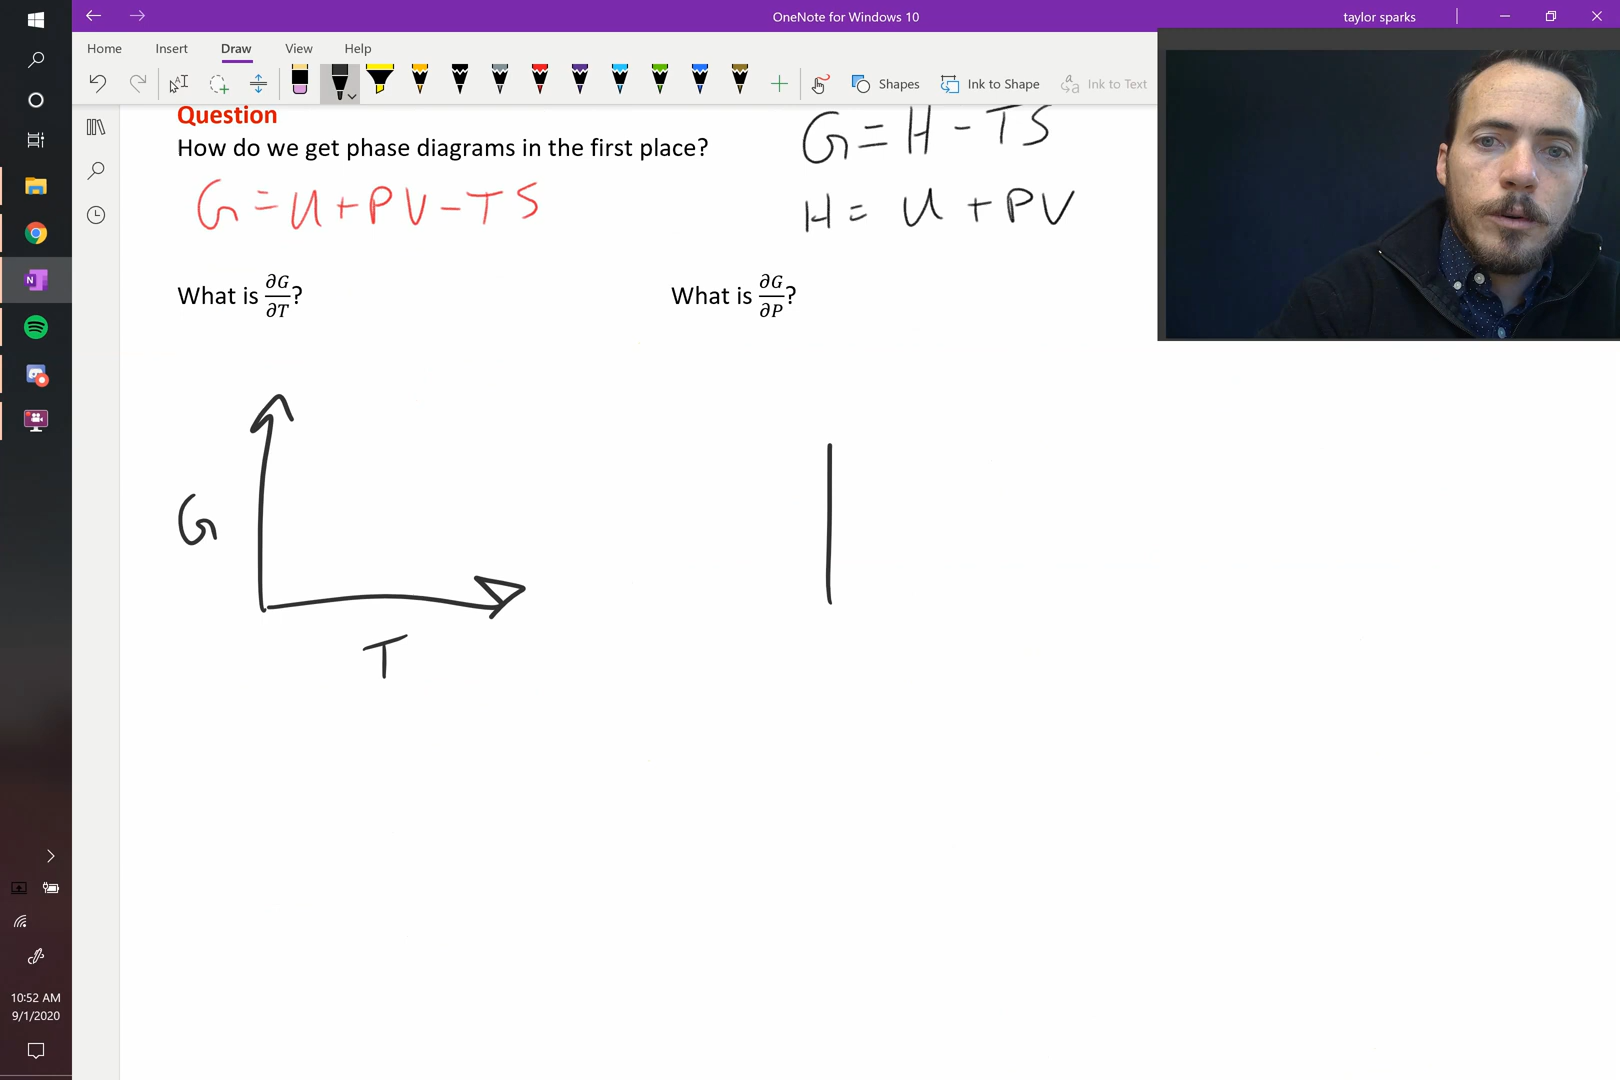 OneNote for Windows 10
taylor sparks
Home Insert Draw View Help
Shapes Ink to Shape Ink to Text
Question
How do we get phase diagrams in the first place?
G = H - TS
G = U + PV - TS
H = U + PV
What is ∂G/∂T?
What is ∂G/∂P?
G
T
10:52 AM
9/1/2020